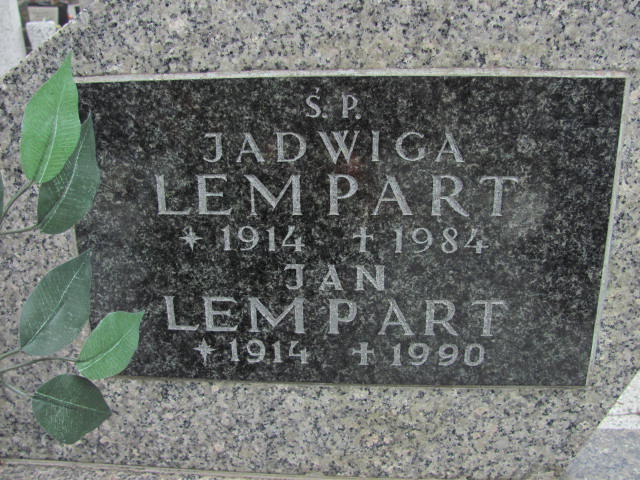 Ś. P.
JADWIGA
LEMPART
* 1914 ✝ 1984
JAN
LEMPART
* 1914 ✝ 1990